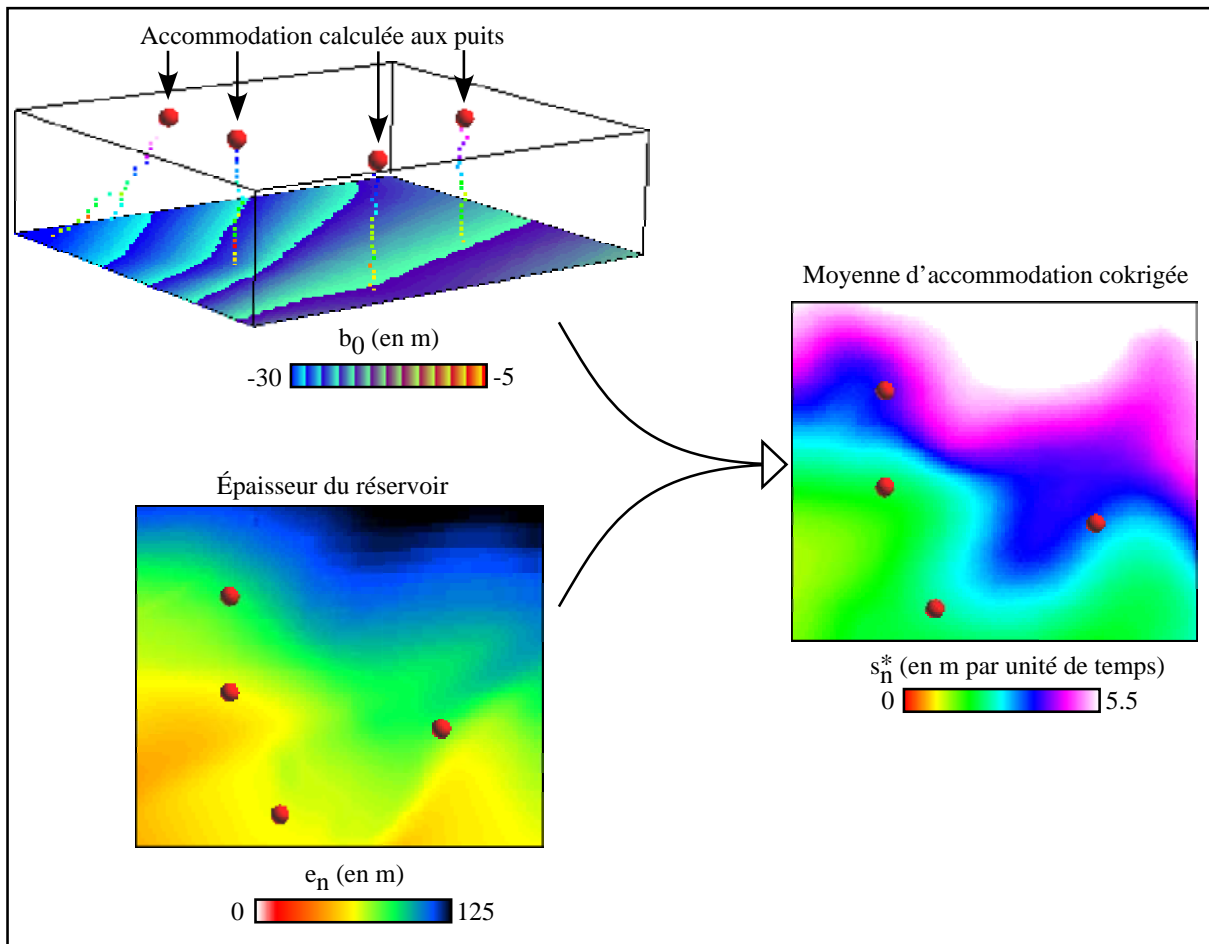 Accommodation calculée aux puits
b0 (en m)
-30 -5
Moyenne d'accommodation cokrigée
Épaisseur du réservoir
s*n (en m par unité de temps)
0 5.5
en (en m)
0 125